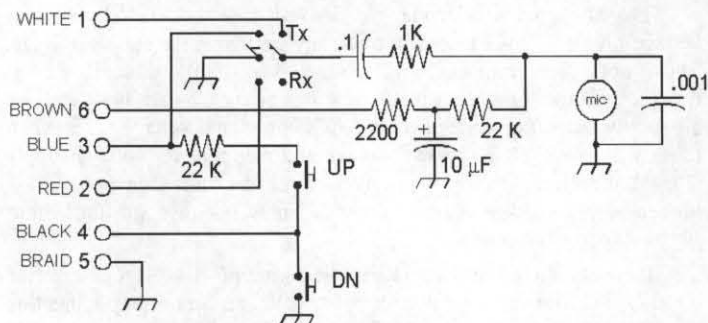 WHITE 1
Tx
.1
1K
Rx
mic
.001
BROWN 6
2200
22 K
BLUE 3
22 K
+
10 µF
UP
RED 2
BLACK 4
BRAID 5
DN